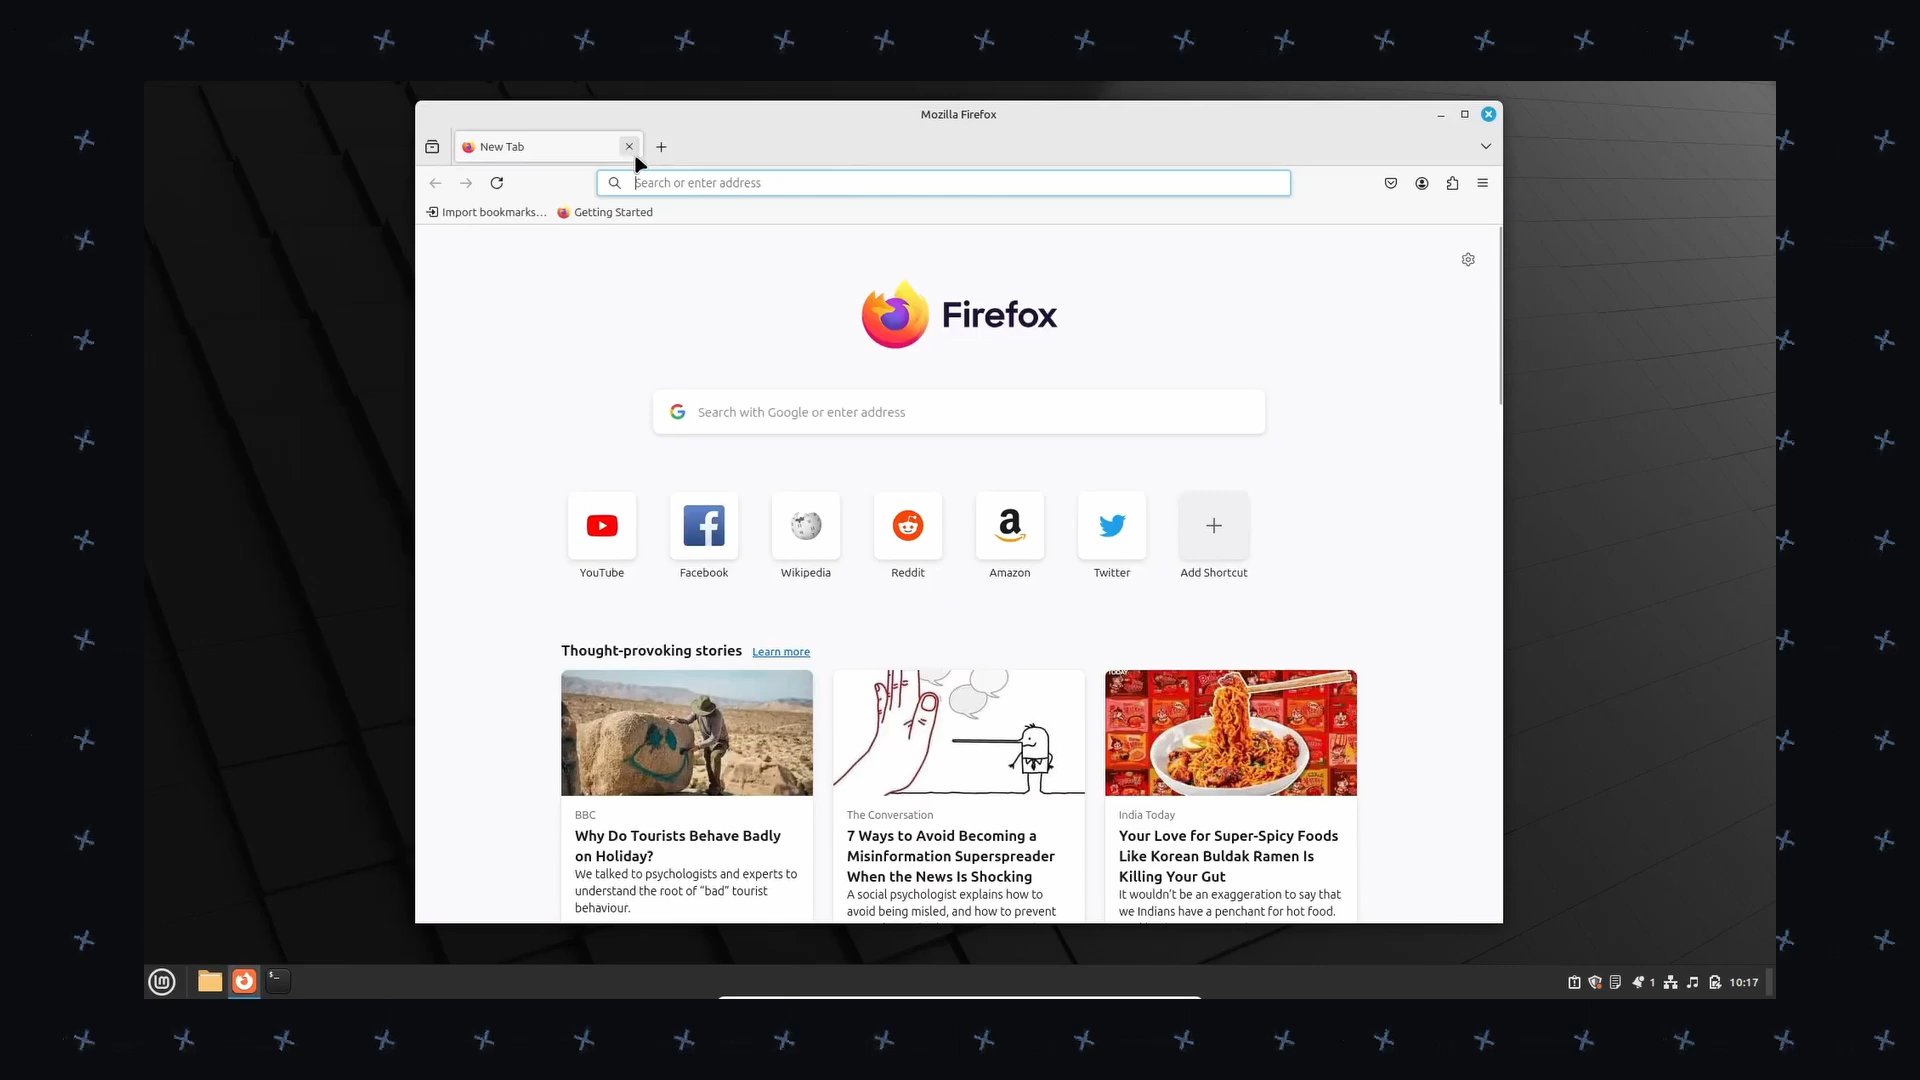 Mozilla Firefox
New Tab
Search or enter address
Import bookmarks...
Getting Started
Firefox
Search with Google or enter address
YouTube
Facebook
Wikipedia
Reddit
Amazon
Twitter
Add Shortcut
Thought-provoking stories
Learn more
BBC
Why Do Tourists Behave Badly
on Holiday?
We talked to psychologists and experts to
understand the root of “bad” tourist
behaviour.
The Conversation
7 Ways to Avoid Becoming a
Misinformation Superspreader
When the News Is Shocking
A social psychologist explains how to
avoid being misled, and how to prevent
India Today
Your Love for Super-Spicy Foods
Like Korean Buldak Ramen Is
Killing Your Gut
It wouldn’t be an exaggeration to say that
we Indians have a penchant for hot food.
1
10:17